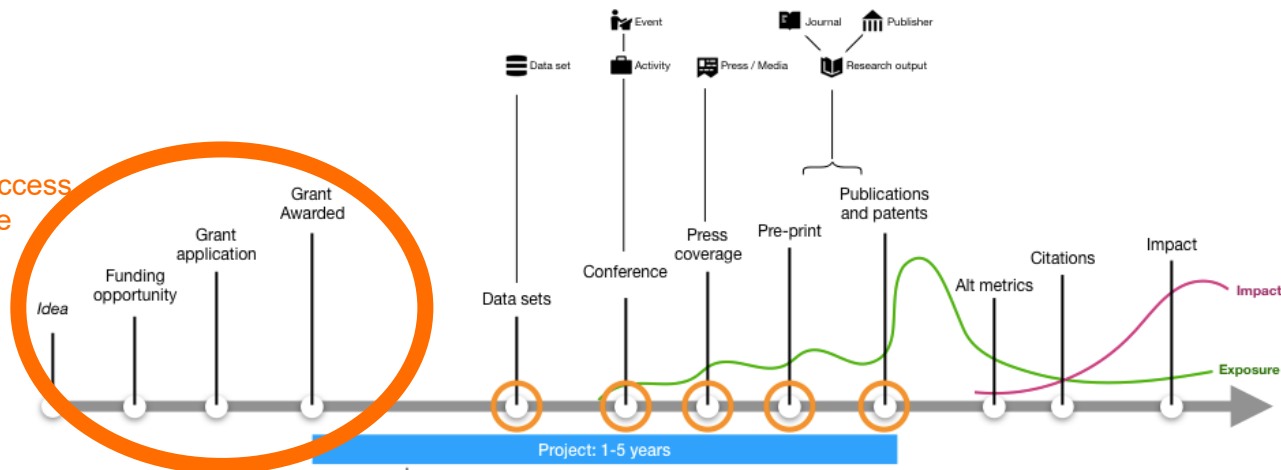 Event
Journal
Publisher
Data set
Activity
Press / Media
Research output
Grant
Awarded
Publications
and patents
Grant
application
Press
coverage
Pre-print
Impact
Funding
opportunity
Conference
Citations
Idea
Data sets
Alt metrics
Impact
Exposure
Project: 1-5 years